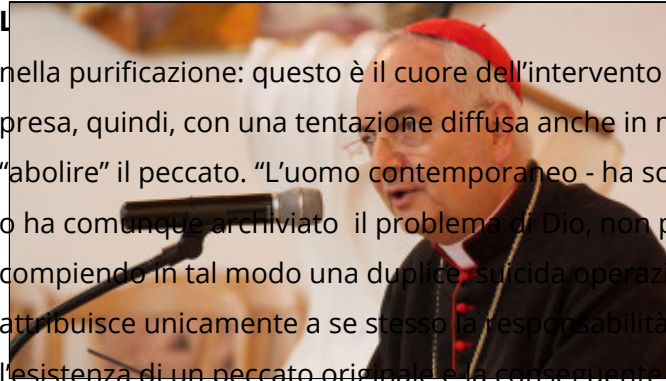 L
nella purificazione: questo è il cuore dell’intervento
presa, quindi, con una tentazione diffusa anche in
“abolire” il peccato. “L’uomo contemporaneo - ha
o ha comunque archiviato il problema di Dio, non
compiendo in tal modo una duplice, suicida
attribuisce unicamente a se stesso la responsabilità
l’esistenza di un peccato originale e la conseguente